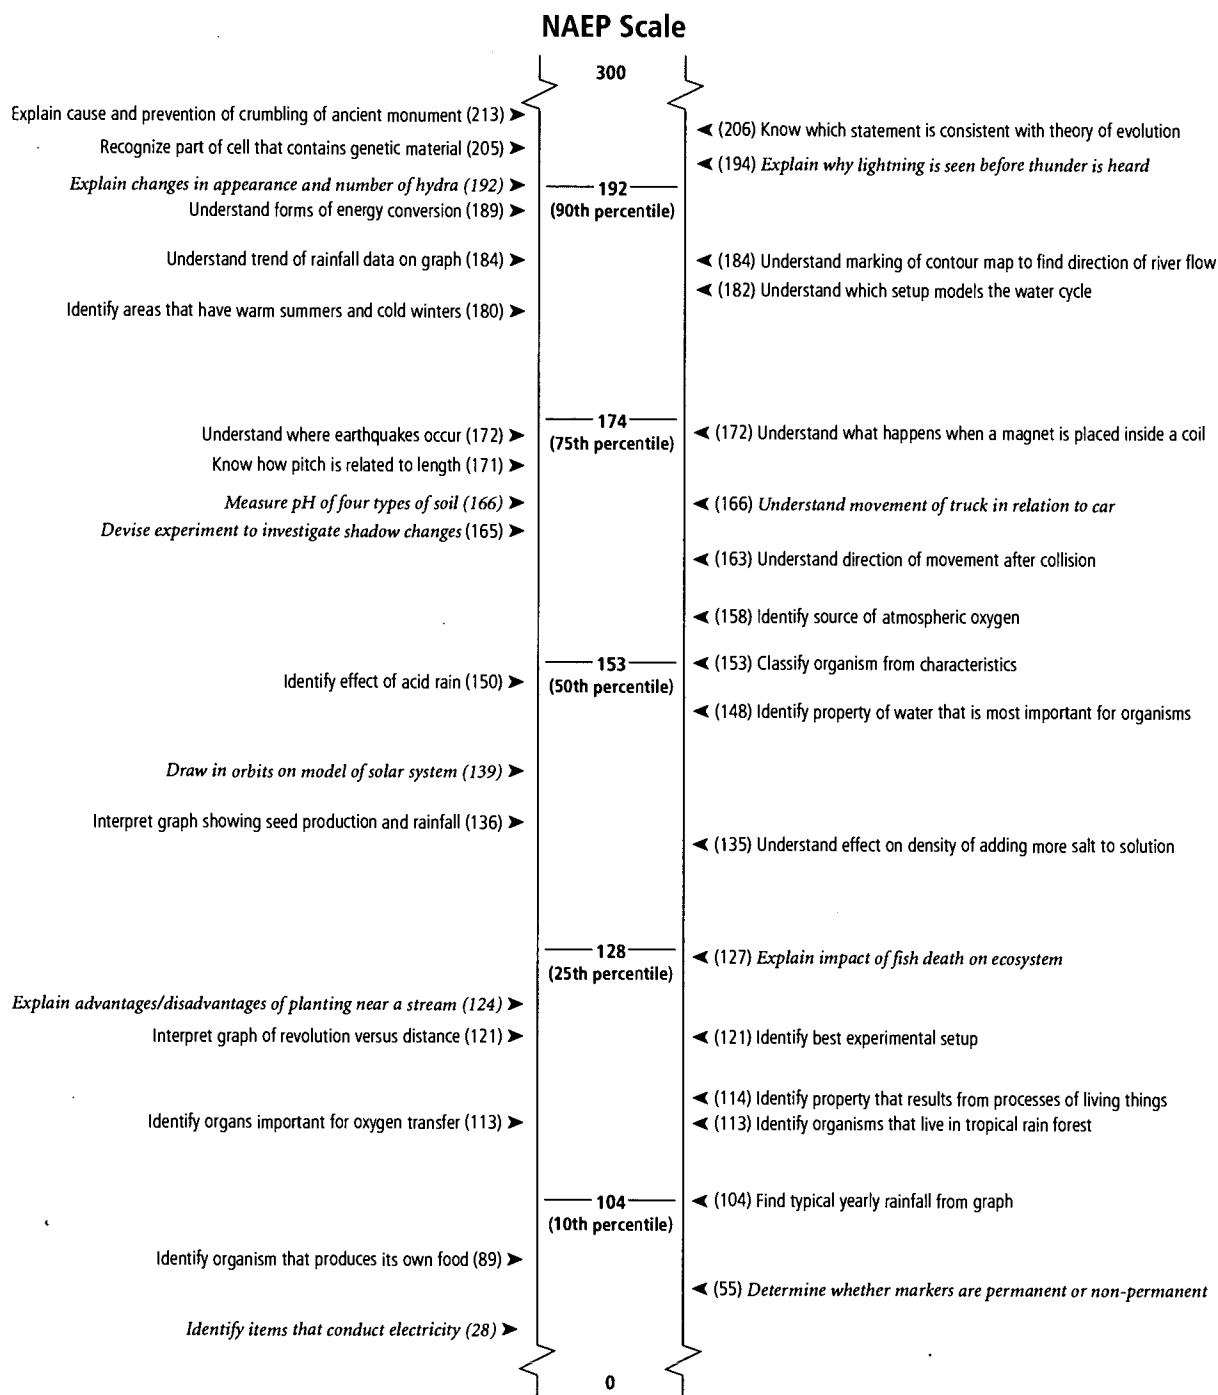 NAEP Scale
300
Explain cause and prevention of crumbling of ancient monument (213) ➤
◄ (206) Know which statement is consistent with theory of evolution
Recognize part of cell that contains genetic material (205) ➤
◄ (194) Explain why lightning is seen before thunder is heard
Explain changes in appearance and number of hydra (192) ➤
192
(90th percentile)
Understand forms of energy conversion (189) ➤
Understand trend of rainfall data on graph (184) ➤
◄ (184) Understand marking of contour map to find direction of river flow
◄ (182) Understand which setup models the water cycle
Identify areas that have warm summers and cold winters (180) ➤
174
(75th percentile)
Understand where earthquakes occur (172) ➤
◄ (172) Understand what happens when a magnet is placed inside a coil
Know how pitch is related to length (171) ➤
Measure pH of four types of soil (166) ➤
◄ (166) Understand movement of truck in relation to car
Devise experiment to investigate shadow changes (165) ➤
◄ (163) Understand direction of movement after collision
◄ (158) Identify source of atmospheric oxygen
153
(50th percentile)
◄ (153) Classify organism from characteristics
Identify effect of acid rain (150) ➤
◄ (148) Identify property of water that is most important for organisms
Draw in orbits on model of solar system (139) ➤
Interpret graph showing seed production and rainfall (136) ➤
◄ (135) Understand effect on density of adding more salt to solution
128
(25th percentile)
◄ (127) Explain impact of fish death on ecosystem
Explain advantages/disadvantages of planting near a stream (124) ➤
Interpret graph of revolution versus distance (121) ➤
◄ (121) Identify best experimental setup
◄ (114) Identify property that results from processes of living things
Identify organs important for oxygen transfer (113) ➤
◄ (113) Identify organisms that live in tropical rain forest
104
(10th percentile)
◄ (104) Find typical yearly rainfall from graph
Identify organism that produces its own food (89) ➤
◄ (55) Determine whether markers are permanent or non-permanent
Identify items that conduct electricity (28) ➤
0